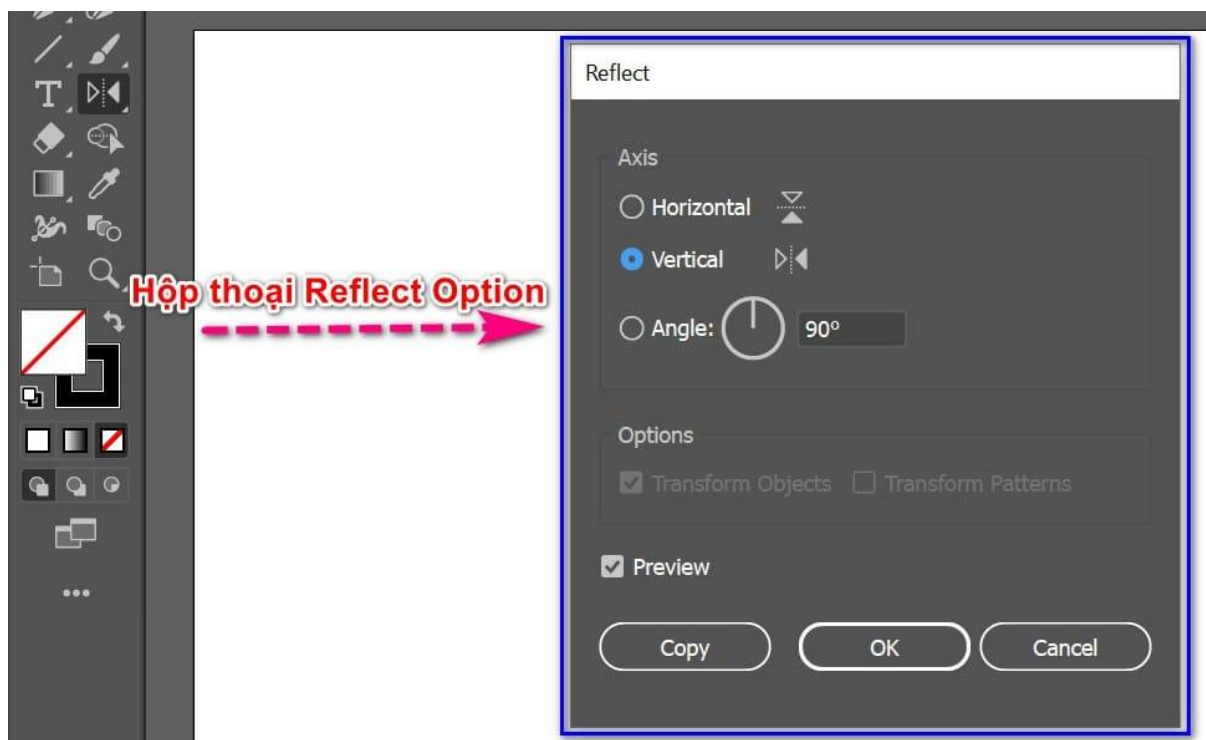 Reflect
Axis
Horizontal
Vertical
Angle: 90°
Options
Transform Objects Transform Patterns
Preview
Copy OK Cancel
T
Hộp thoại Reflect Option